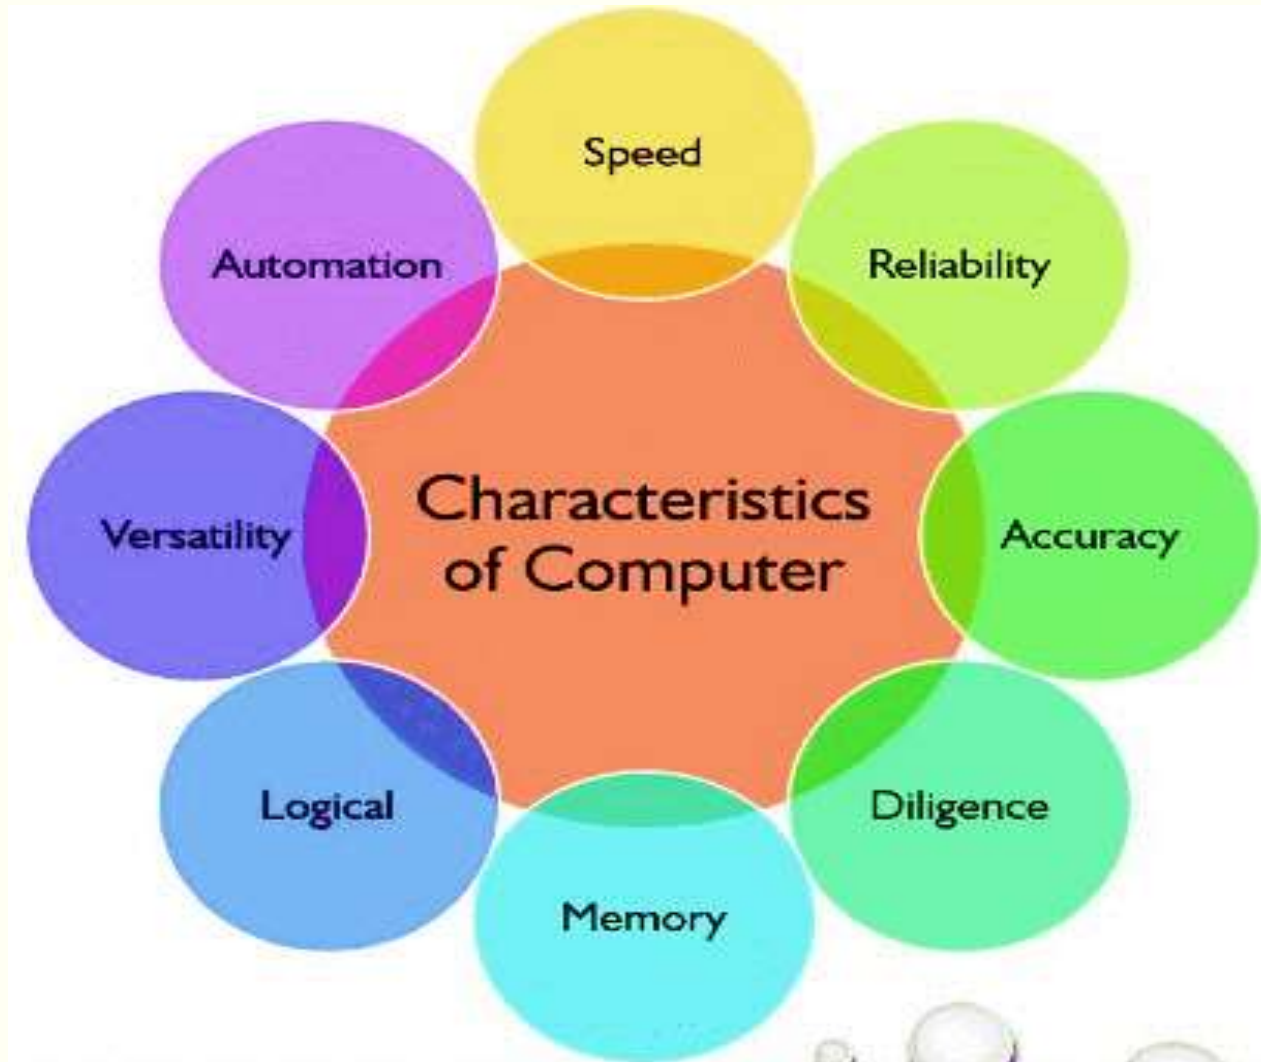 Speed
Automation
Reliability
Characteristics
of Computer
Versatility
Accuracy
Logical
Diligence
Memory